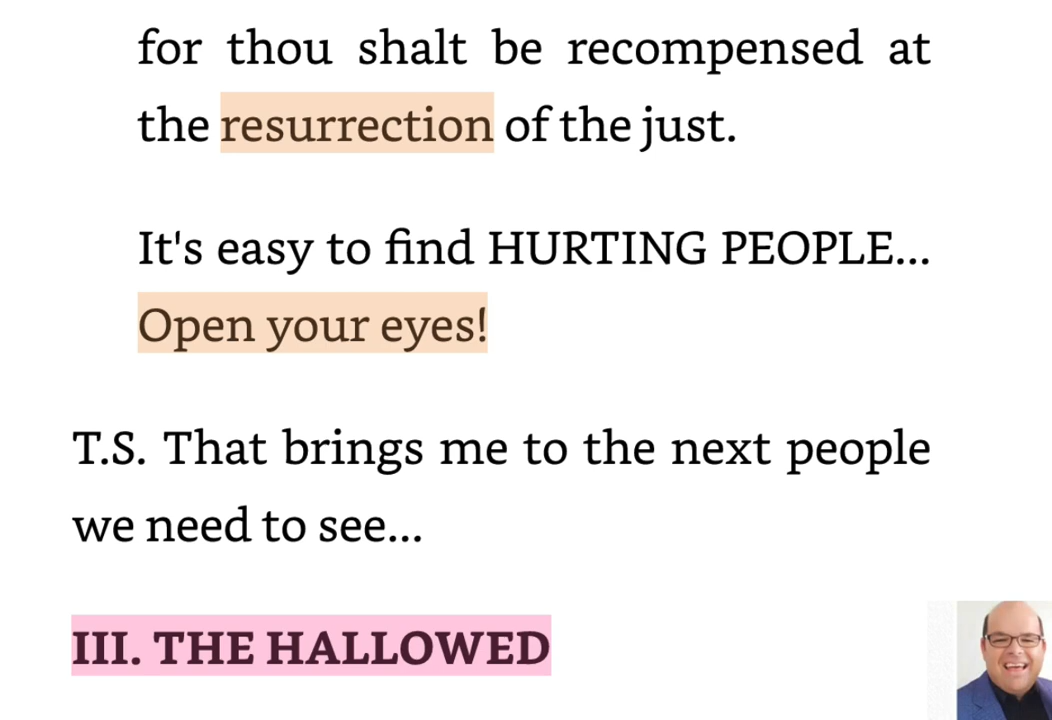 for thou shalt be recompensed at
the resurrection of the just.
It's easy to find HURTING PEOPLE...
Open your eyes!
T.S. That brings me to the next people
we need to see...
III. THE HALLOWED